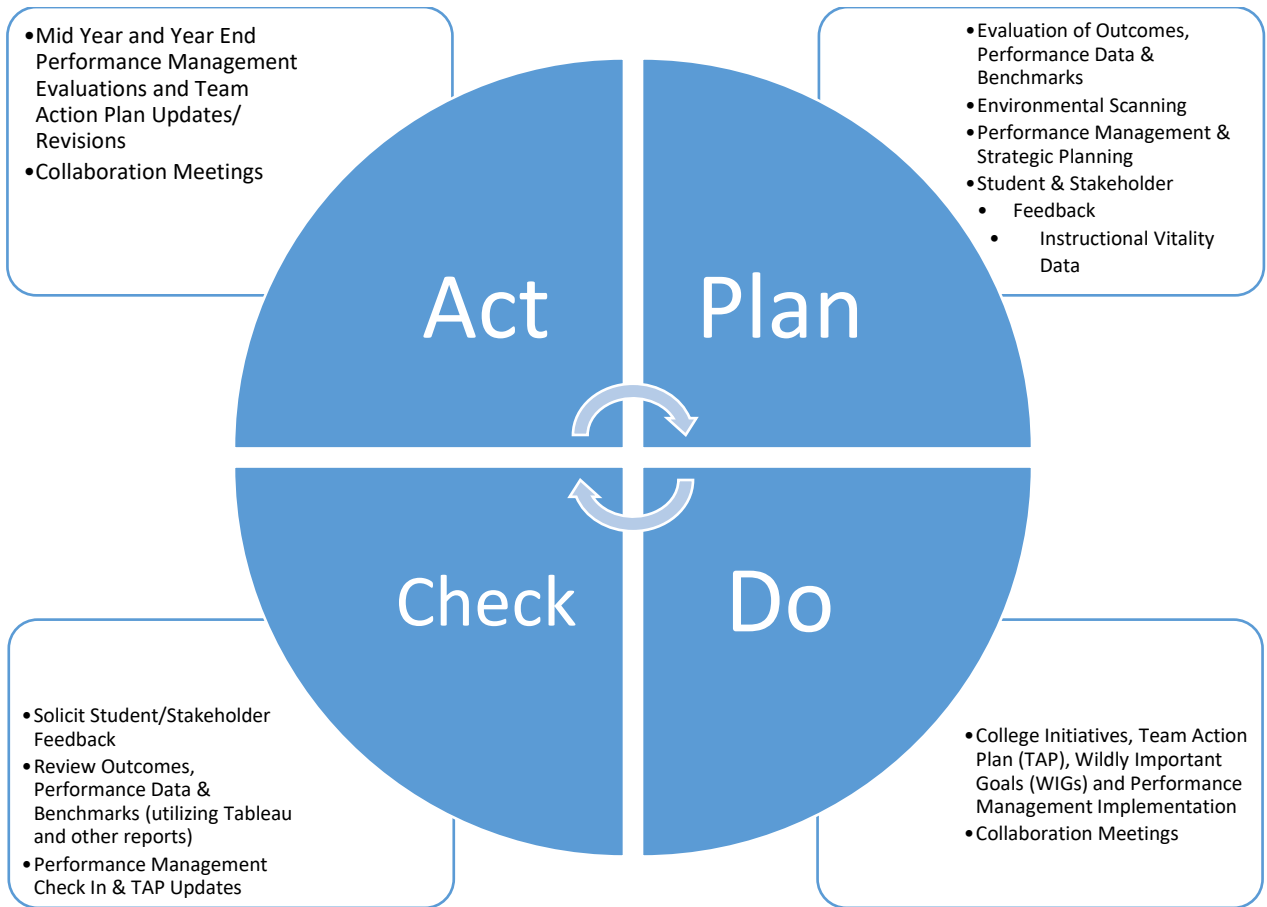 •Mid Year and Year End
Performance Management
Evaluations and Team
Action Plan Updates/
Revisions
•Collaboration Meetings
•Evaluation of Outcomes,
Performance Data &
Benchmarks
•Environmental Scanning
•Performance Management &
Strategic Planning
•Student & Stakeholder
• Feedback
• Instructional Vitality
Data
Act
Plan
Check
Do
•Solicit Student/Stakeholder
Feedback
•Review Outcomes,
Performance Data &
Benchmarks (utilizing Tableau
and other reports)
•Performance Management
Check In & TAP Updates
•College Initiatives, Team Action
Plan (TAP), Wildly Important
Goals (WIGs) and Performance
Management Implementation
•Collaboration Meetings